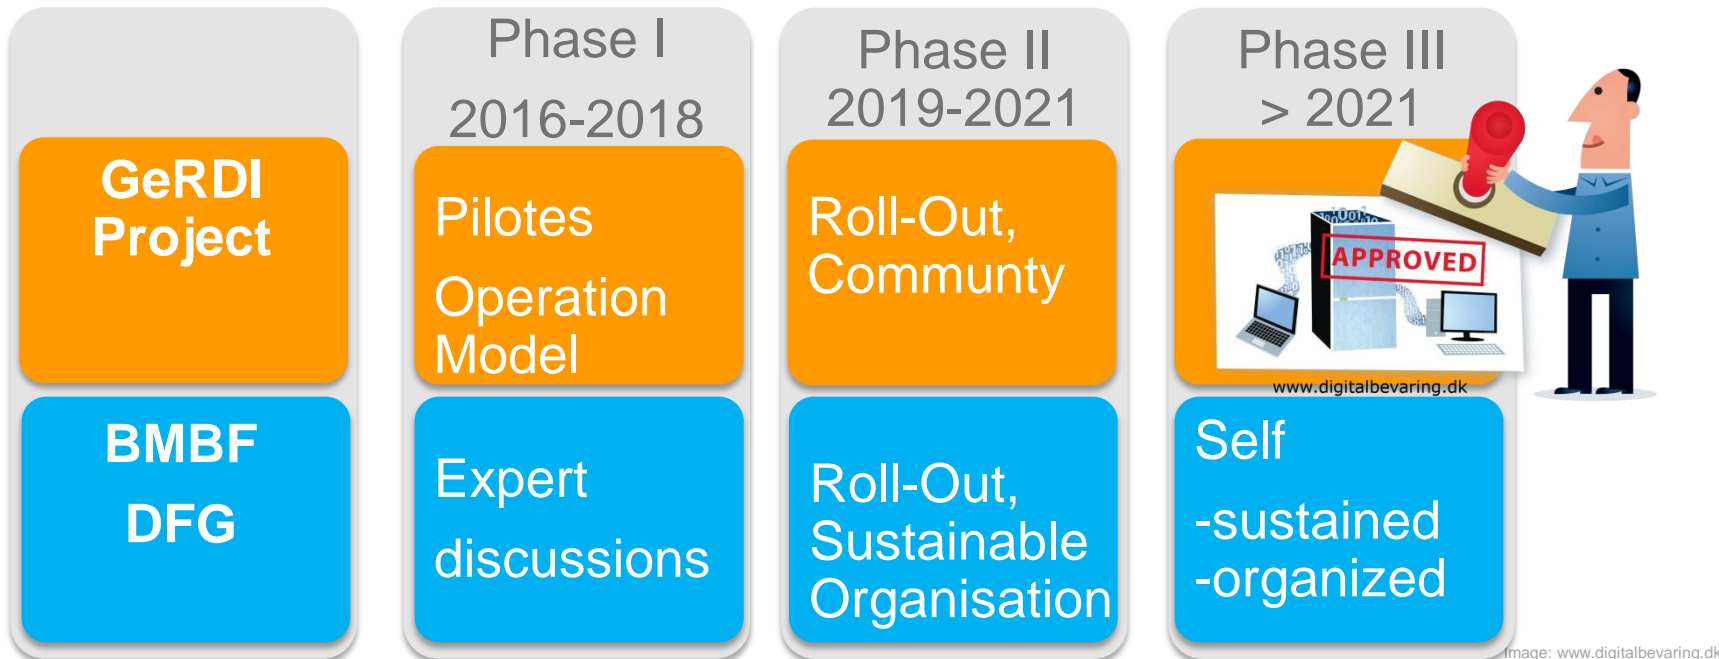 Phase I
2016-2018
Phase II
2019-2021
Phase III
> 2021
GeRDI
Project
Pilotes
Operation
Model
Roll-Out,
Communty
APPROVED
www.digitalbevaring.dk
BMBF
DFG
Expert
discussions
Roll-Out,
Sustainable
Organisation
Self
-sustained
-organized
Image: www.digitalbevaring.dk